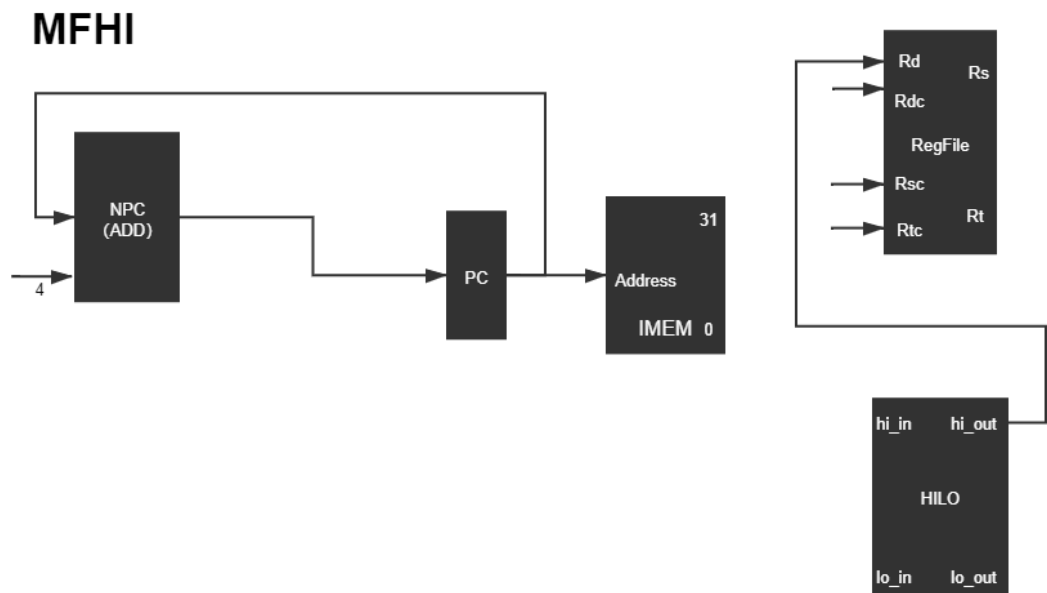 MFHI
NPC
(ADD)
4
PC
31
Address
IMEM 0
Rd
Rs
Rdc
RegFile
Rsc
Rt
Rtc
hi_in hi_out
HILO
lo_in lo_out